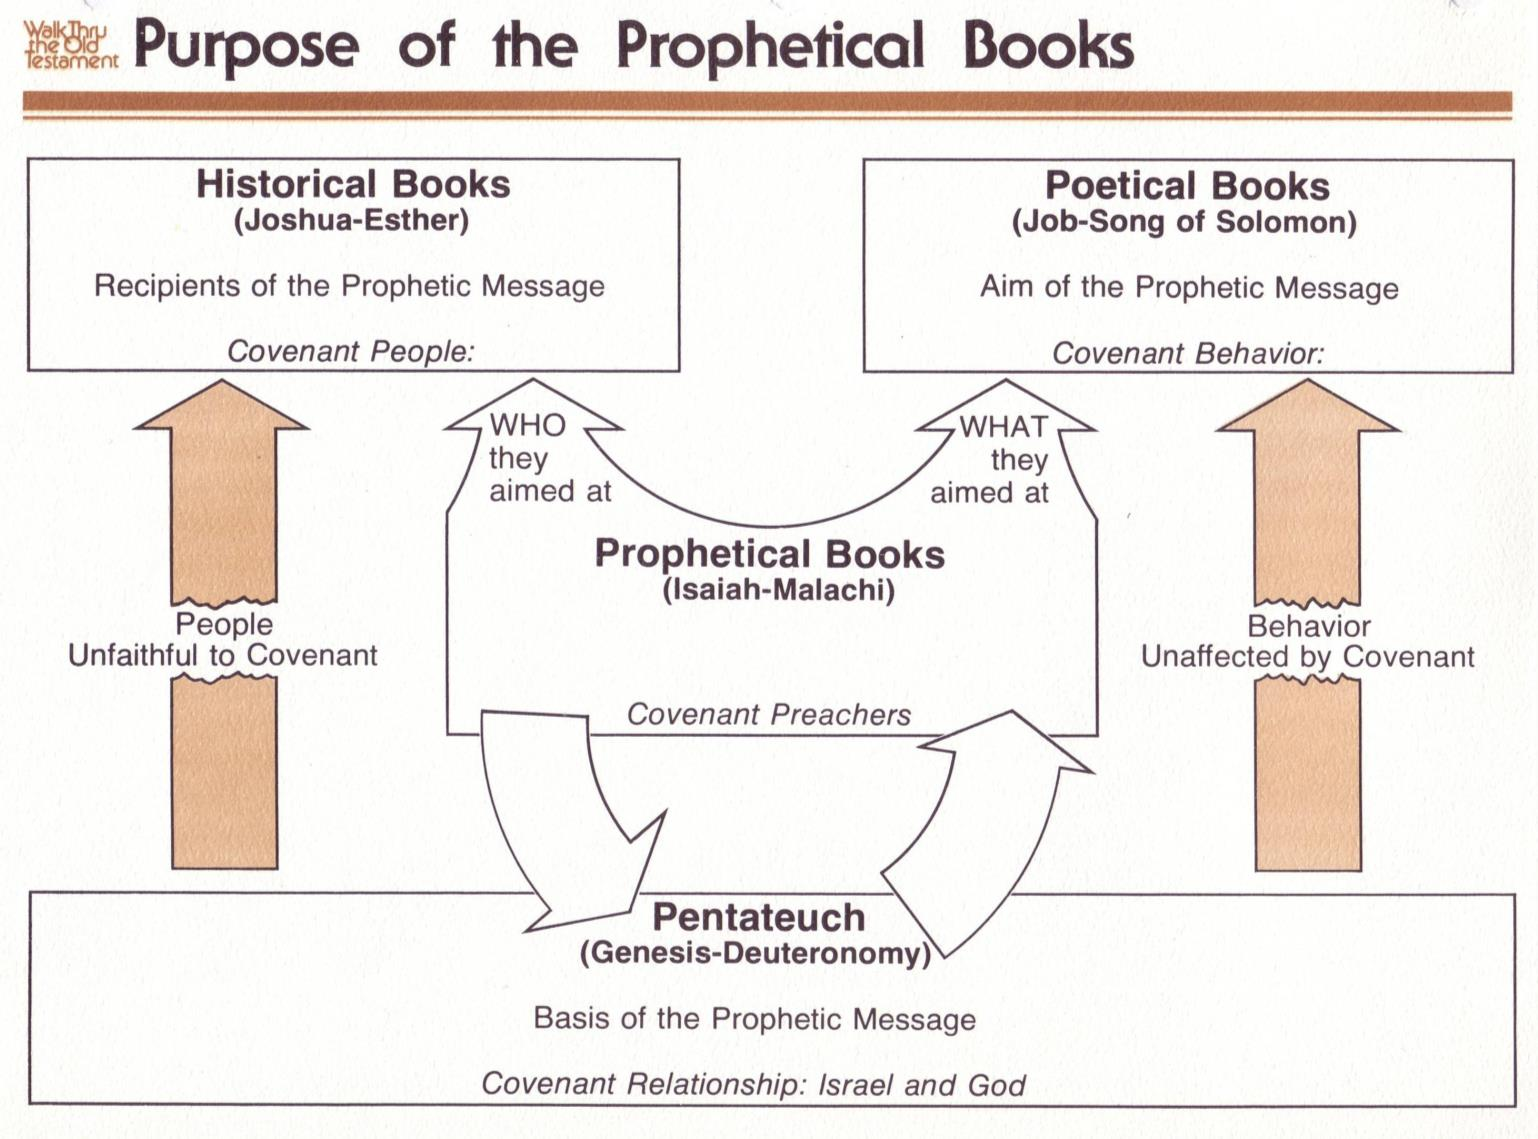 Walk Thru
the Old
Testament
Purpose of the Prophetical Books
Historical Books
(Joshua-Esther)
Recipients of the Prophetic Message
Covenant People:
Poetical Books
(Job-Song of Solomon)
Aim of the Prophetic Message
Covenant Behavior:
WHO
they
aimed at
WHAT
they
aimed at
Prophetical Books
(Isaiah-Malachi)
Covenant Preachers
People
Unfaithful to Covenant
Behavior
Unaffected by Covenant
Pentateuch
(Genesis-Deuteronomy)
Basis of the Prophetic Message
Covenant Relationship: Israel and God